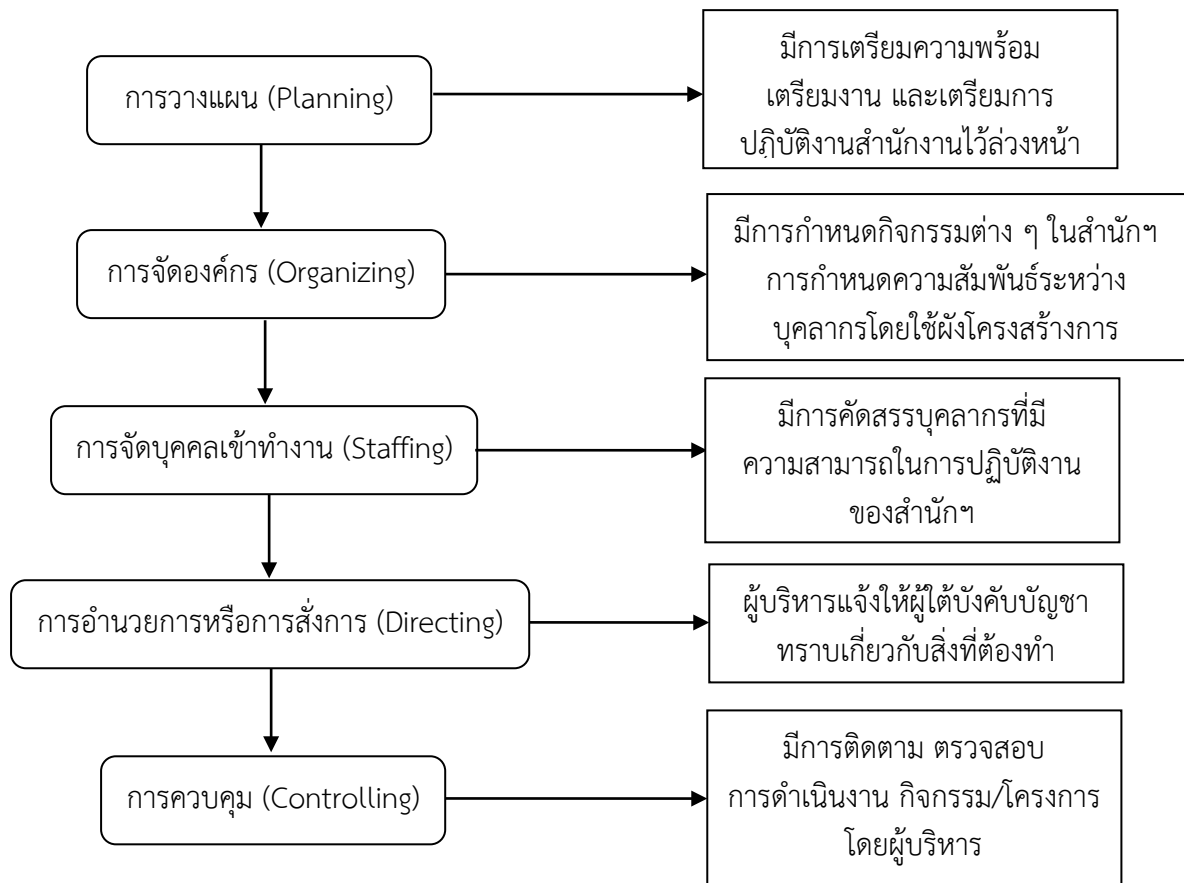 การวางแผน (Planning)
มีการเตรียมความพร้อม
เตรียมงาน และเตรียมการ
ปฏิบัติงานสำนักงานไว้ล่วงหน้า
การจัดองค์กร (Organizing)
มีการกำหนดกิจกรรมต่าง ๆ ในสำนักฯ
การกำหนดความสัมพันธ์ระหว่าง
บุคลากรโดยใช้ผังโครงสร้างการ
การจัดบุคคลเข้าทำงาน (Staffing)
มีการคัดสรรบุคลากรที่มี
ความสามารถในการปฏิบัติงาน
ของสำนักฯ
การอำนวยการหรือการสั่งการ (Directing)
ผู้บริหารแจ้งให้ผู้ใต้บังคับบัญชา
ทราบเกี่ยวกับสิ่งที่ต้องทำ
การควบคุม (Controlling)
มีการติดตาม ตรวจสอบ
การดำเนินงาน กิจกรรม/โครงการ
โดยผู้บริหาร